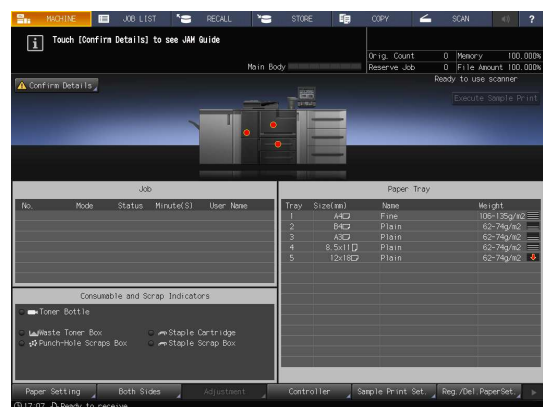 MACHINE JOB LIST RECALL STORE COPY SCAN ?
i Touch [Confirm Details] to see JAM Guide
Main Body
Orig. Count 0 Memory 100.000%
Reserve Job 0 File Amount 100.000%
Ready to use scanner
Confirm Details
Execute Sample Print
Job
No. Mode Status Minute(S) User Name
Paper Tray
Tray Size(mm) Name Weight
1 A4 Fine 106-135g/m2
2 B4 Plain 62-74g/m2
3 A3 Plain 62-74g/m2
4 8.5x11 Plain 62-74g/m2
5 12x18 Plain 62-74g/m2
Consumable and Scrap Indicators
Toner Bottle
Waste Toner Box Staple Cartridge
Punch-Hole Scraps Box Staple Scrap Box
Paper Setting Both Sides Adjustment Controller Sample Print Set. Reg./Del.PaperSet.
17:07 Ready to receive